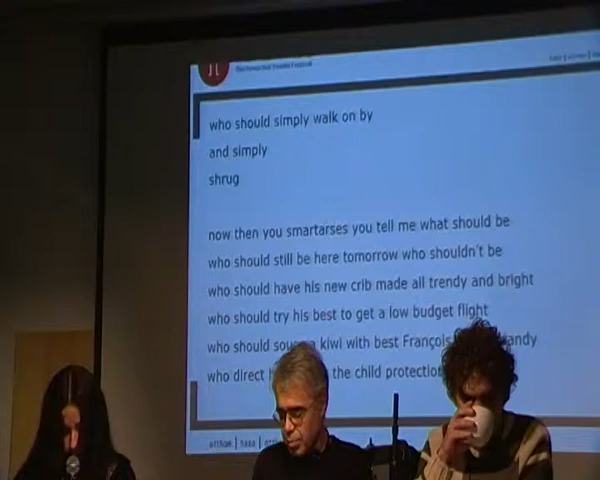 who should simply walk on by
and simply
shrug
now then you smartarses you tell me what should be
who should still be here tomorrow who shouldn't be
who should have his new crib made all trendy and bright
who should try his best to get a low budget flight
who should a kiwi with best François
who direct the child protection